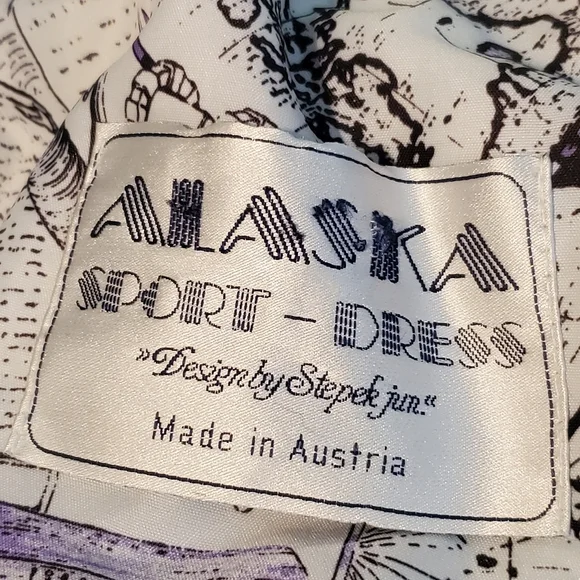 ALASKA
SPORT - DRESS
»Design by Stepek jun.«
Made in Austria